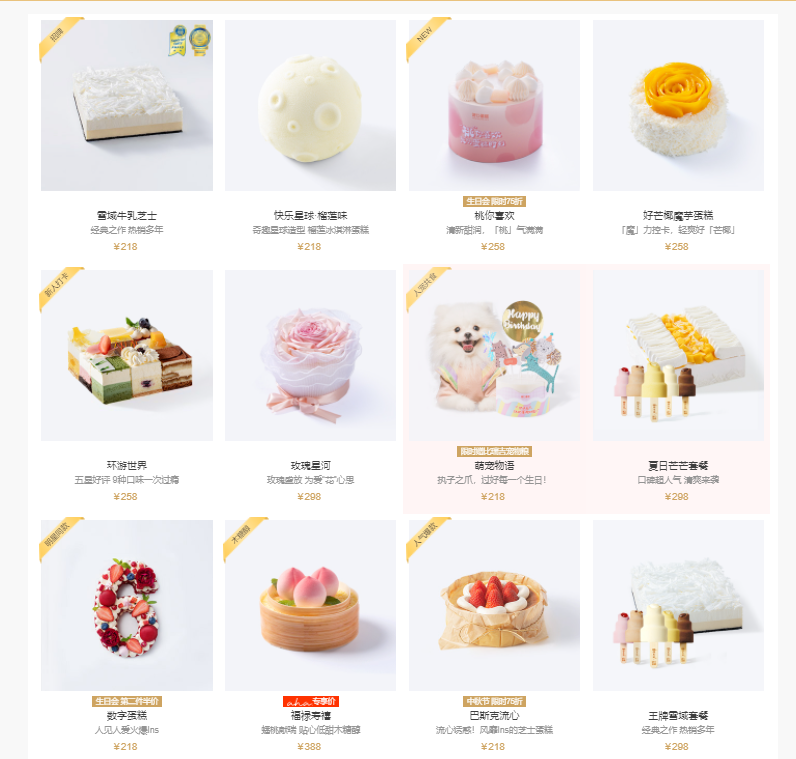 招牌
NEW
生日会 限时75折
雪域牛乳芝士
快乐星球·榴莲味
桃你喜欢
好芒椰魔芋蛋糕
经典之作 热销多年
奇趣星球造型 榴莲冰淇淋蛋糕
清新甜润，「桃」气满满
「魔」力控卡，轻爽好「芒椰」
¥218
¥218
¥258
¥258
新人打卡
人宠共食
Happy
Birthday
环游世界
玫瑰星河
萌宠物语
夏日芒芒套餐
五星好评 9种口味一次过瘾
玫瑰盛放 为爱“花”心思
执子之爪，过好每一个生日！
口碑超人气 清爽来袭
¥258
¥298
¥218
¥298
明星同款
木糖醇
人气爆款
生日会 第二件半价
aha 专享价
中秋节 限时75折
数字蛋糕
福禄寿禧
巴斯克流心
王牌雪域套餐
人见人爱火爆Ins
蟠桃献瑞 贴心低甜木糖醇
流心诱惑！风靡Ins的芝士蛋糕
经典之作 热销多年
¥218
¥388
¥218
¥298